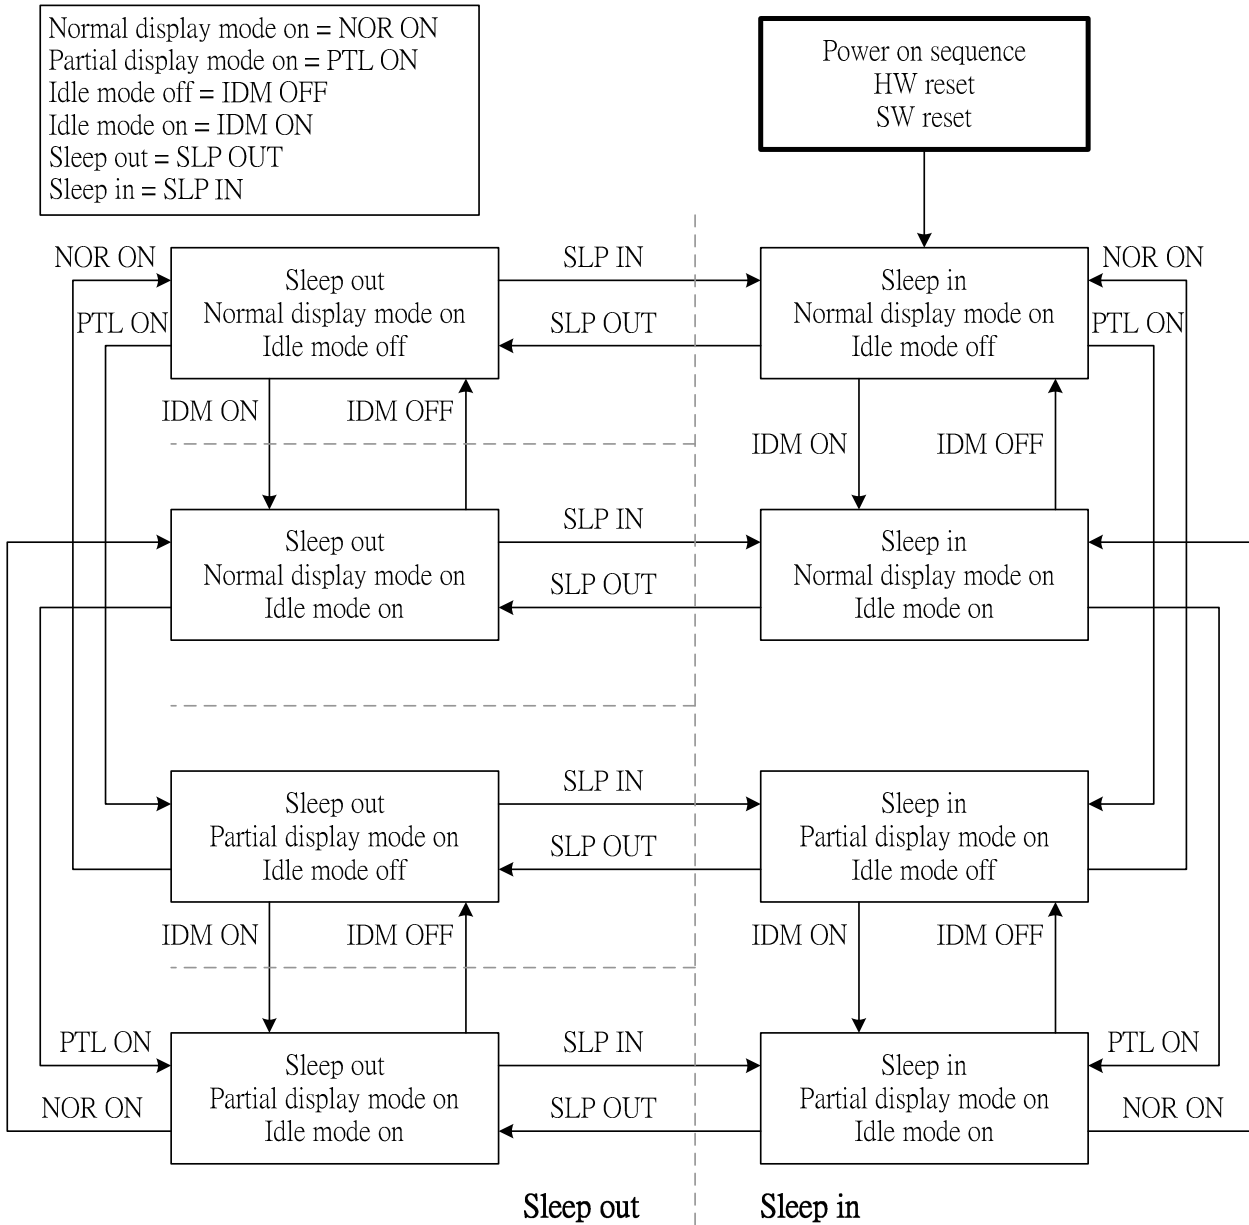 Normal display mode on = NOR ON
Partial display mode on = PTL ON
Idle mode off = IDM OFF
Idle mode on = IDM ON
Sleep out = SLP OUT
Sleep in = SLP IN
Power on sequence
HW reset
SW reset
NOR ON
SLP IN
NOR ON
Sleep out
Normal display mode on
Idle mode off
Sleep in
Normal display mode on
Idle mode off
PTL ON
SLP OUT
PTL ON
IDM ON
IDM OFF
IDM ON
IDM OFF
SLP IN
Sleep out
Normal display mode on
Idle mode on
Sleep in
Normal display mode on
Idle mode on
SLP OUT
SLP IN
Sleep out
Partial display mode on
Idle mode off
Sleep in
Partial display mode on
Idle mode off
SLP OUT
IDM ON
IDM OFF
IDM ON
IDM OFF
PTL ON
SLP IN
PTL ON
Sleep out
Partial display mode on
Idle mode on
Sleep in
Partial display mode on
Idle mode on
NOR ON
SLP OUT
NOR ON
Sleep out
Sleep in